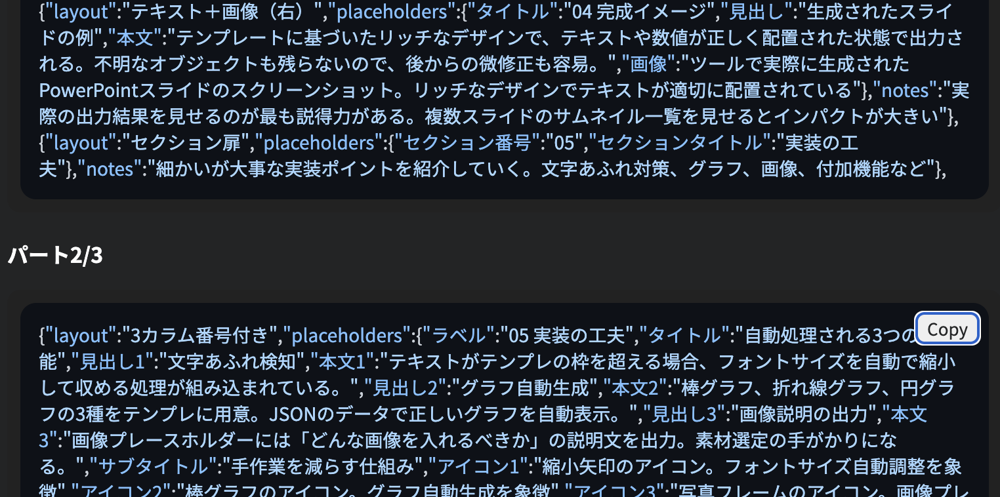 {"layout":"テキスト＋画像（右）","placeholders":{"タイトル":"04 完成イメージ","見出し":"生成されたスライ
ドの例","本文":"テンプレートに基づいたリッチなデザインで、テキストや数値が正しく配置された状態で出力さ
れる。不明なオブジェクトも残らないので、後からの微修正も容易。","画像":"ツールで実際に生成された
PowerPointスライドのスクリーンショット。リッチなデザインでテキストが適切に配置されている"},"notes":"実
際の出力結果を見せるのが最も説得力がある。複数スライドのサムネイル一覧を見せるとインパクトが大きい"},
{"layout":"セクション扉","placeholders":{"セクション番号":"05","セクションタイトル":"実装の工
夫"},"notes":"細かいが大事な実装ポイントを紹介していく。文字あふれ対策、グラフ、画像、付加機能など"},
パート2/3
Copy
{"layout":"3カラム番号付き","placeholders":{"ラベル":"05 実装の工夫","タイトル":"自動処理される3つの
能","見出し1":"文字あふれ検知","本文1":"テキストがテンプレの枠を超える場合、フォントサイズを自動で縮小
して収める処理が組み込まれている。","見出し2":"グラフ自動生成","本文2":"棒グラフ、折れ線グラフ、円グラ
フの3種をテンプレに用意。JSONのデータで正しいグラフを自動表示。","見出し3":"画像説明の出力","本文
3":"画像プレースホルダーには「どんな画像を入れるべきか」の説明文を出力。素材選定の手がかりにな
る。","サブタイトル":"手作業を減らす仕組み","アイコン1":"縮小矢印のアイコン。フォントサイズ自動調整を象
徴","アイコン2":"棒グラフのアイコン。グラフ自動生成を象徴","アイコン3":"写真フレームのアイコン。画像プレ